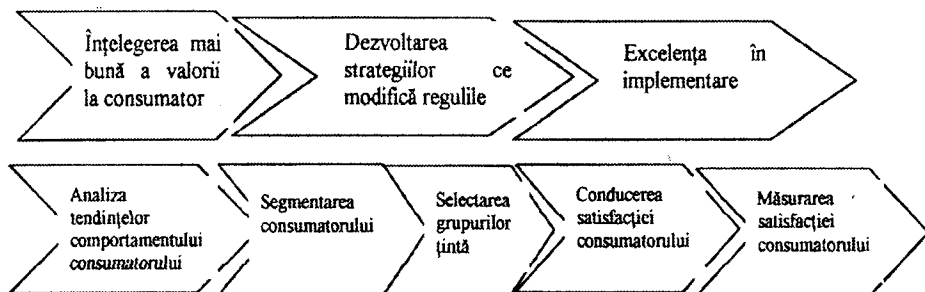 Înțelegerea mai
bună a valorii
la consumator
Dezvoltarea
strategiilor ce
modifică regulile
Excelența în
implementare
Analiza
tendințelor
comportamentului
consumatorului
Segmentarea
consumatorului
Selectarea
grupurilor
țintă
Conducerea
satisfacției
consumatorului
Măsurarea
satisfacției
consumatorului